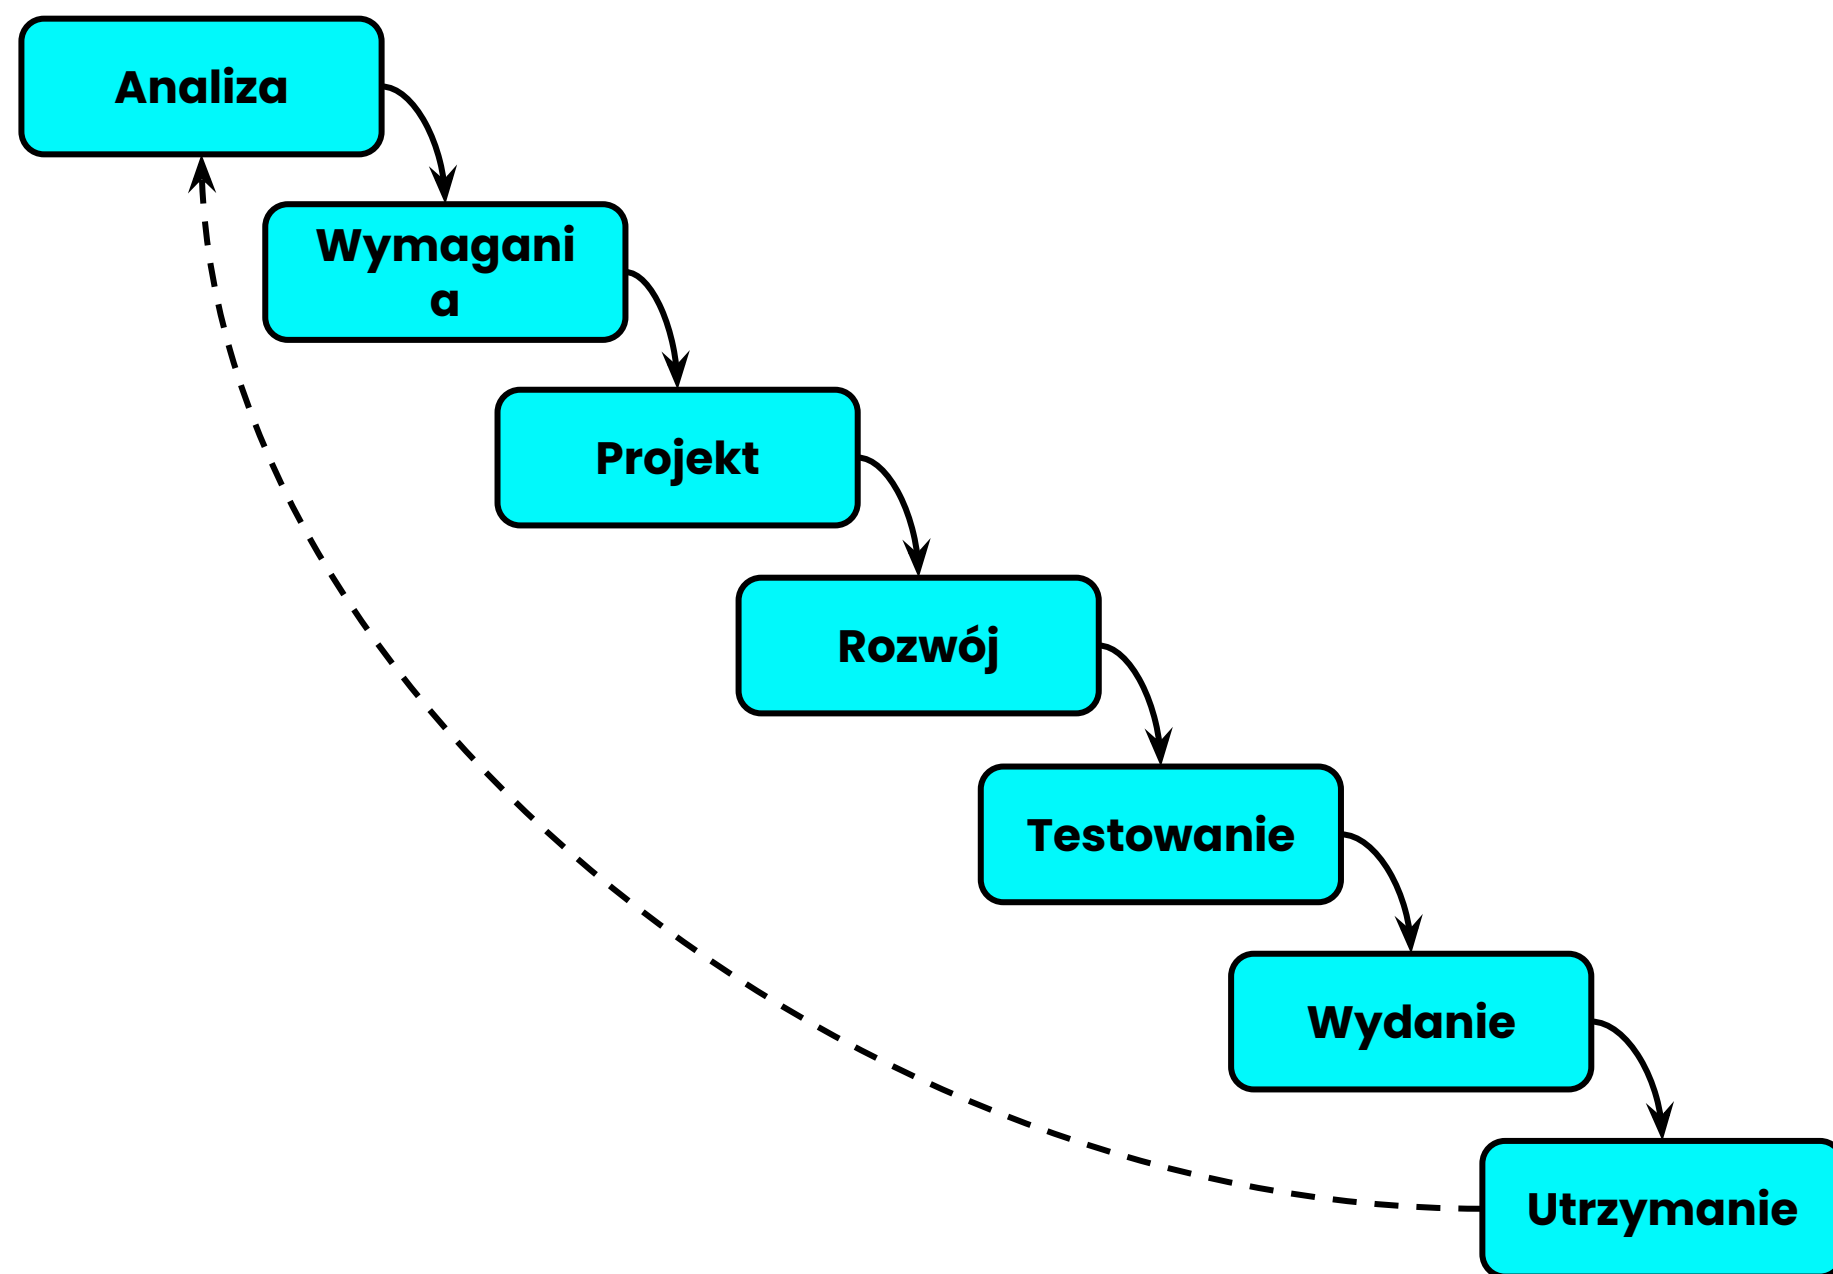 Analiza
Wymagani
a
Projekt
Rozwój
Testowanie
Wydanie
Utrzymanie